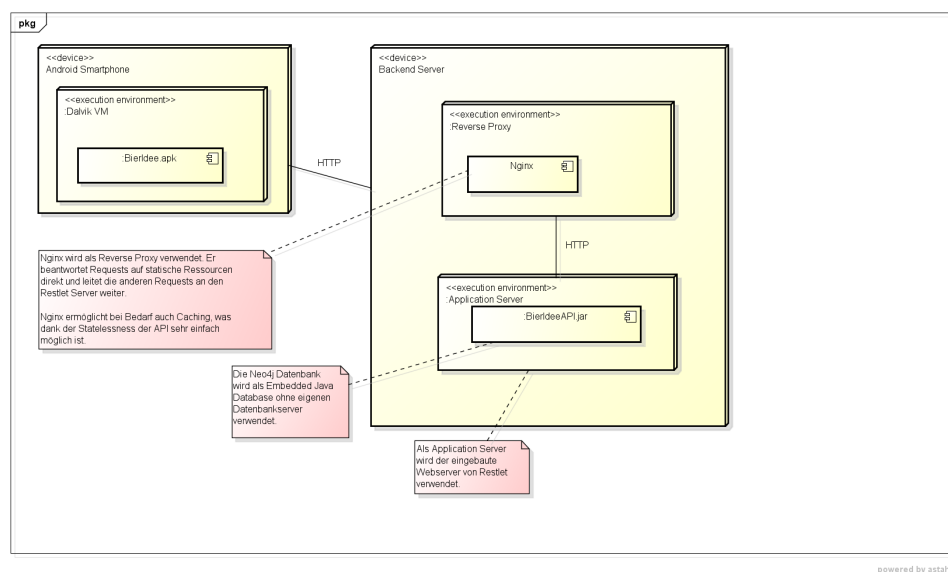 pkg
<<device>>
Android Smartphone
<<execution environment>>
:Dalvik VM
:BierIdee.apk
HTTP
<<device>>
Backend Server
<<execution environment>>
:Reverse Proxy
Nginx
HTTP
<<execution environment>>
:Application Server
:BierIdeeAPI.jar
Nginx wird als Reverse Proxy verwendet. Er
beantwortet Requests auf statische Ressourcen
direkt und leitet die anderen Requests an den
Restlet Server weiter.
Nginx ermöglicht bei Bedarf auch Caching, was
dank der Statelessness der API sehr einfach
möglich ist.
Die Neo4j Datenbank
wird als Embedded Java
Database ohne eigenen
Datenbankserver
verwendet.
Als Application Server
wird der eingebaute
Webserver von Restlet
verwendet.
powered by